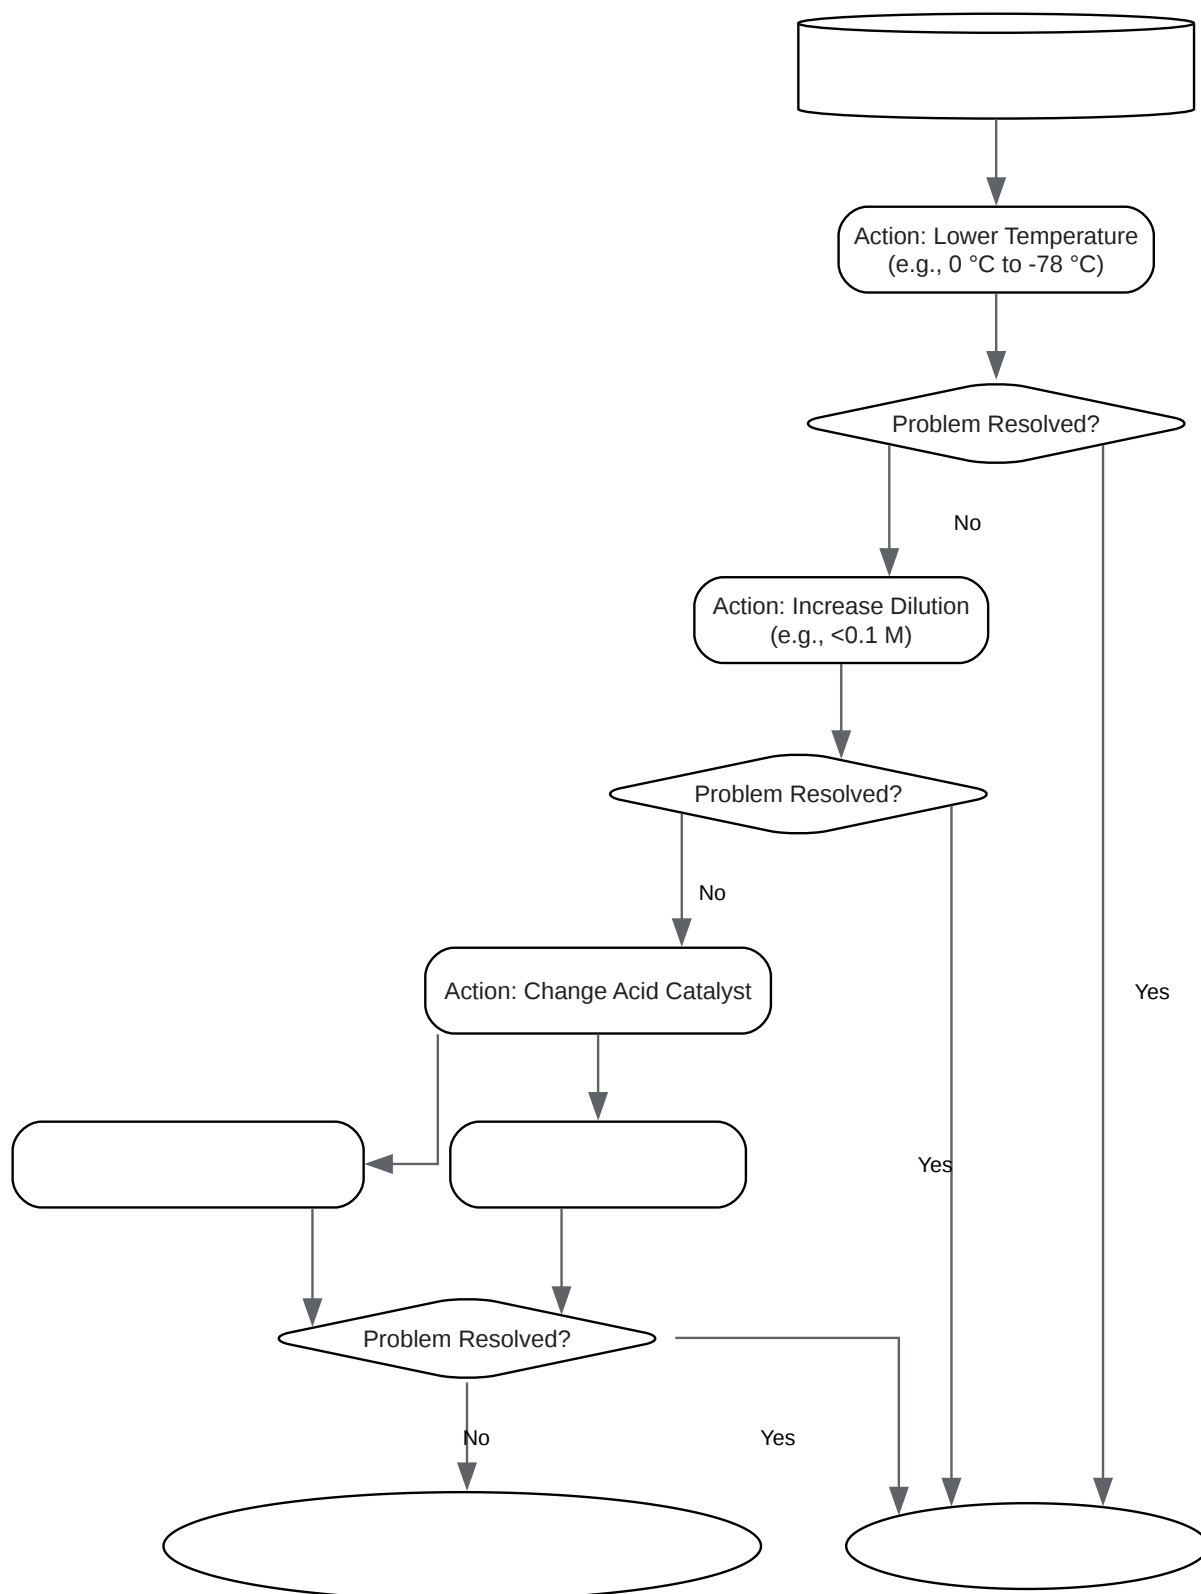 Action: Lower Temperature
(e.g., 0 °C to -78 °C)
Problem Resolved?
No
Action: Increase Dilution
(e.g., <0.1 M)
Problem Resolved?
No
Action: Change Acid Catalyst
Yes
Yes
Problem Resolved?
No
Yes